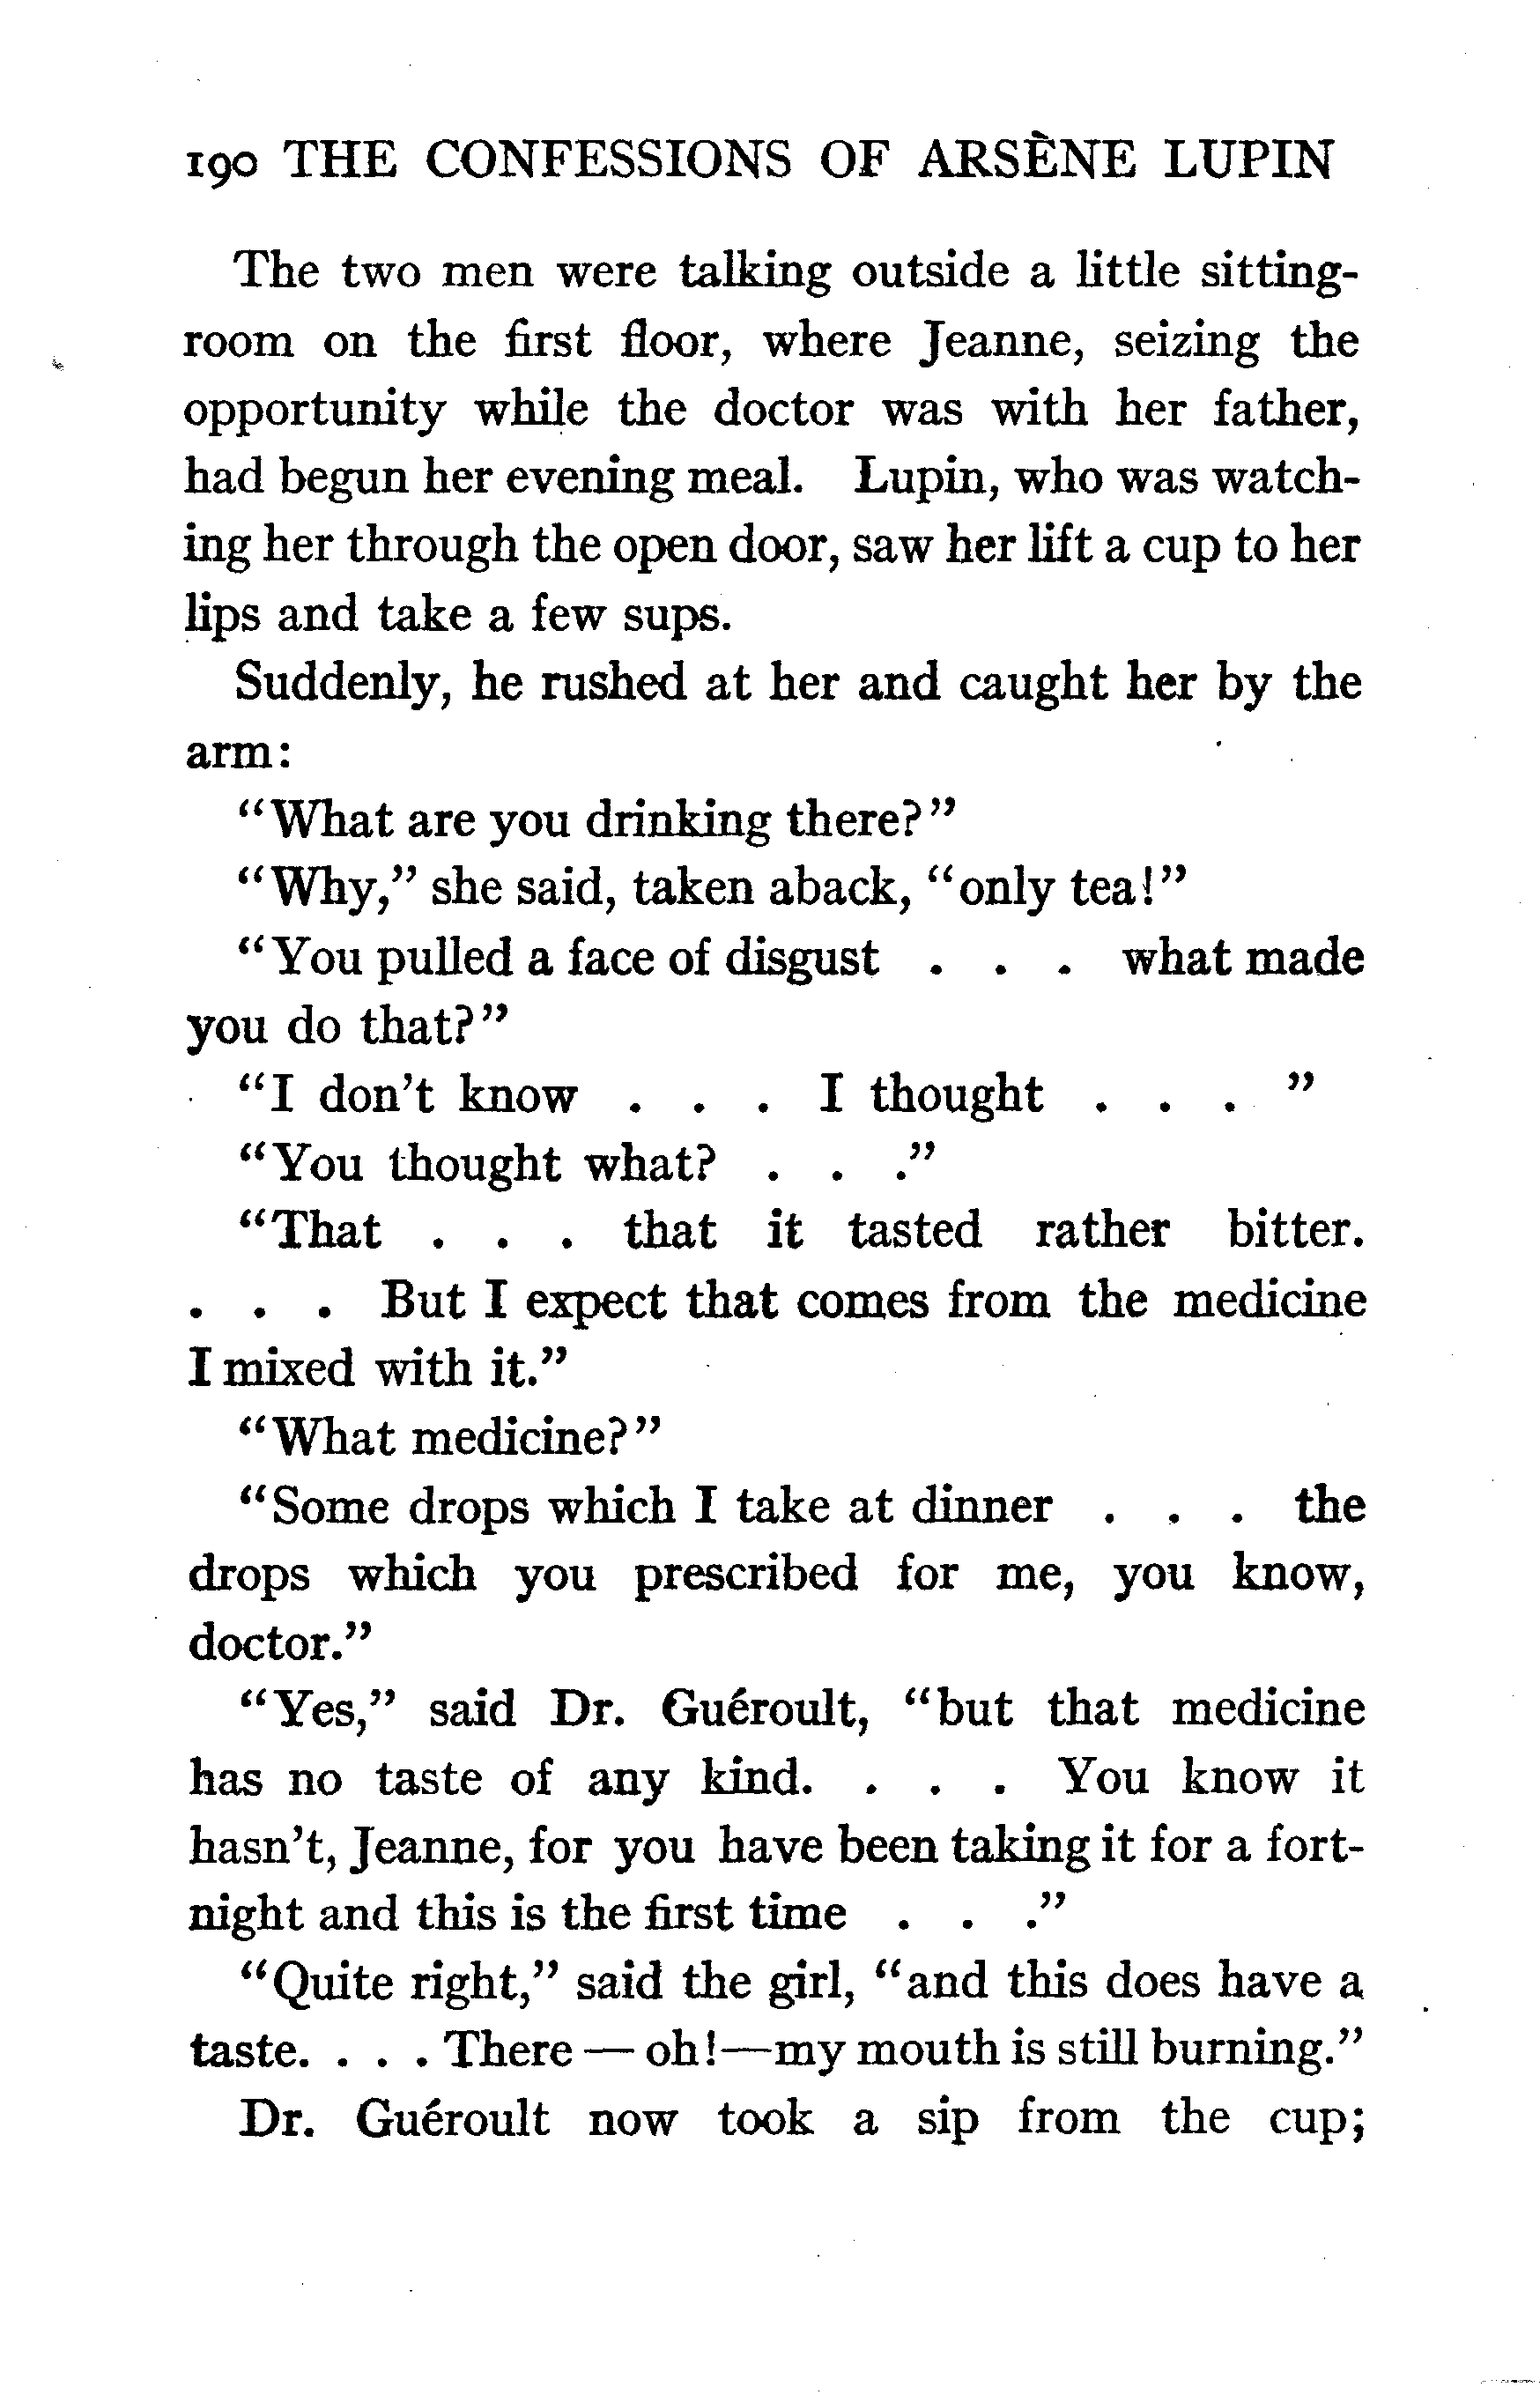 190 THE CONFESSIONS OF ARSÈNE LUPIN
The two men were talking outside a little sitting-
room on the first floor, where Jeanne, seizing the
opportunity while the doctor was with her father,
had begun her evening meal. Lupin, who was watch-
ing her through the open door, saw her lift a cup to her
lips and take a few sups.
Suddenly, he rushed at her and caught her by the
arm:
"What are you drinking there?"
"Why," she said, taken aback, "only tea!"
"You pulled a face of disgust . . . what made
you do that?"
"I don't know . . . I thought . . . "
"You thought what? . . ."
"That . . . that it tasted rather bitter.
. . . But I expect that comes from the medicine
I mixed with it."
"What medicine?"
"Some drops which I take at dinner . . . the
drops which you prescribed for me, you know,
doctor."
"Yes," said Dr. Guéroult, "but that medicine
has no taste of any kind. . . . You know it
hasn't, Jeanne, for you have been taking it for a fort-
night and this is the first time . . ."
"Quite right," said the girl, "and this does have a
taste. . . . There — oh!—my mouth is still burning."
Dr. Guéroult now took a sip from the cup;